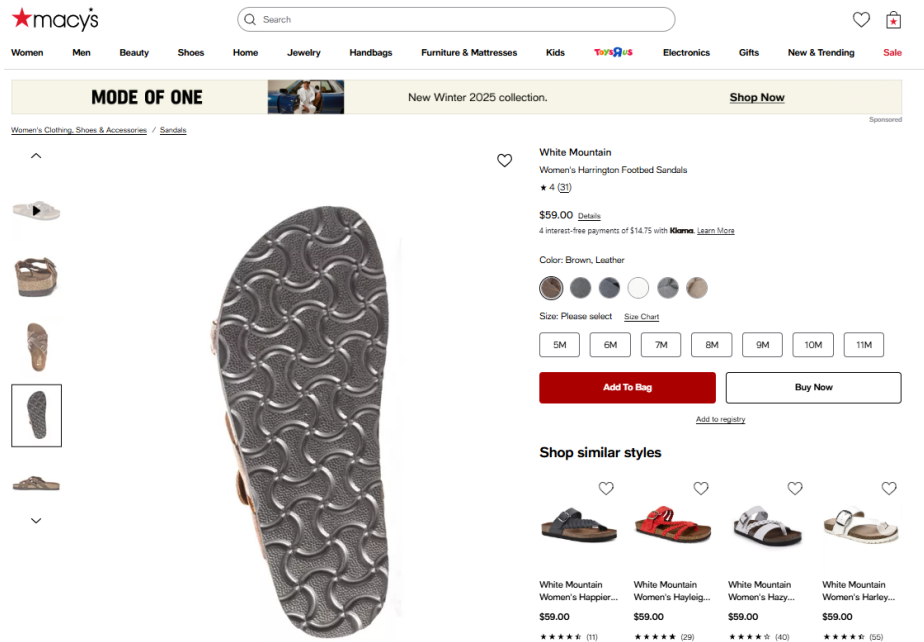 macy's
Search
Women Men Beauty Shoes Home Jewelry Handbags Furniture & Mattresses Kids ToysRUs Electronics Gifts New & Trending Sale
MODE OF ONE New Winter 2025 collection. Shop Now
Sponsored
Women's Clothing, Shoes & Accessories / Sandals
White Mountain
Women's Harrington Footbed Sandals
★ 4 (31)
$59.00 Details
4 interest-free payments of $14.75 with Klarna. Learn More
Color: Brown, Leather
Size: Please select Size Chart
5M 6M 7M 8M 9M 10M 11M
Add To Bag Buy Now
Add to registry
Shop similar styles
White Mountain White Mountain White Mountain White Mountain
Women's Happier... Women's Hayleig... Women's Hazy... Women's Harley...
$59.00 $59.00 $59.00 $59.00
(11) (29) (40) (55)